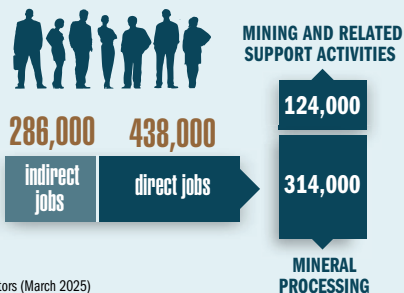 MINING AND RELATED
SUPPORT ACTIVITIES
124,000
286,000
438,000
indirect
jobs
direct jobs
314,000
MINERAL
PROCESSING
tors (March 2025)